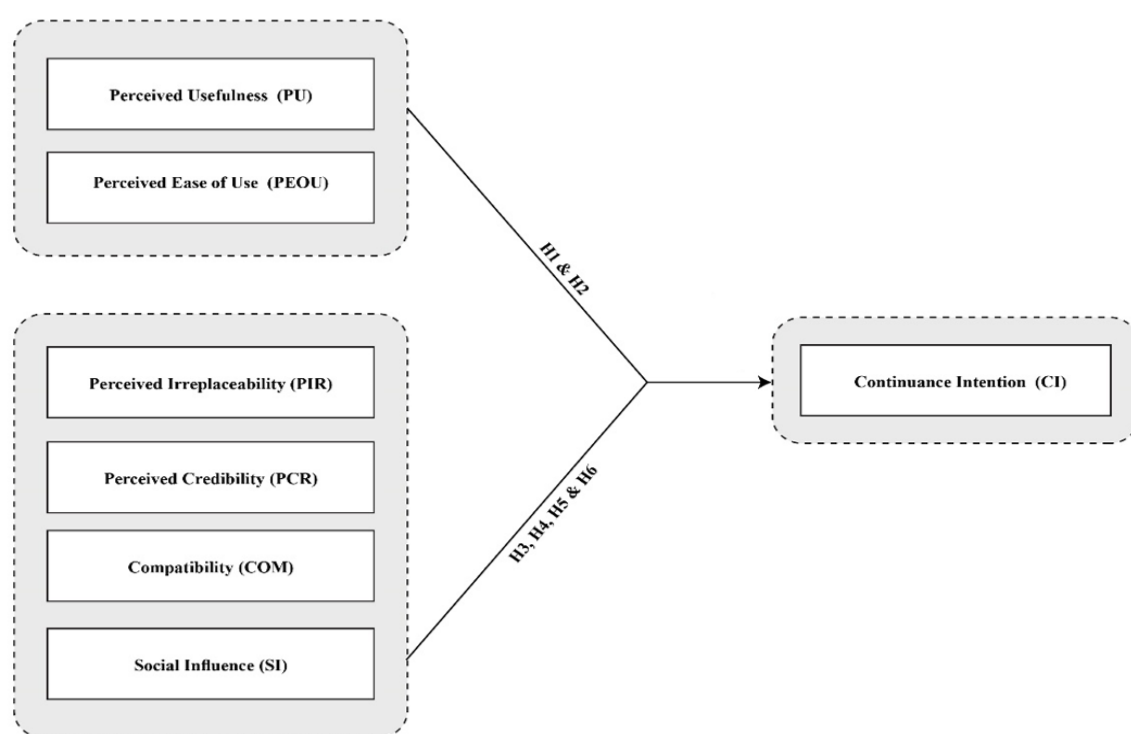 Perceived Usefulness (PU)
Perceived Ease of Use (PEOU)
H1 & H2
Perceived Irreplaceability (PIR)
Perceived Credibility (PCR)
Compatibility (COM)
Social Influence (SI)
H3, H4, H5 & H6
Continuance Intention (CI)